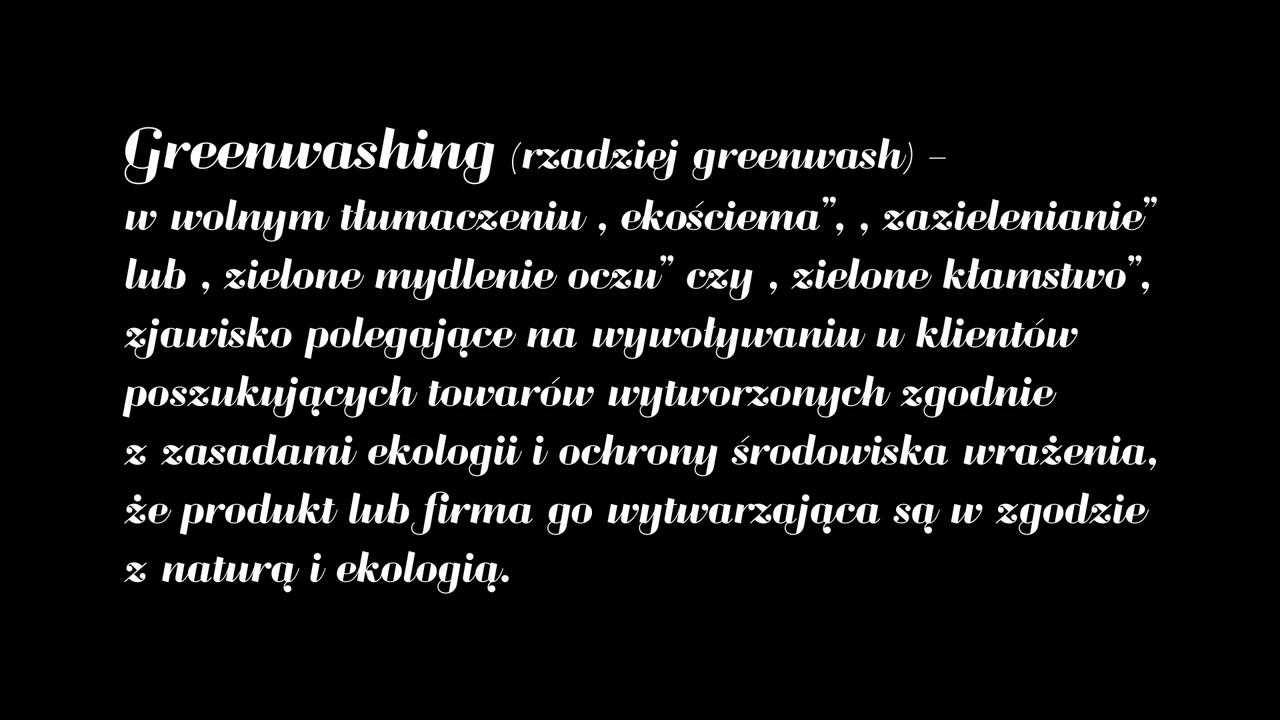 Greenwashing (rzadziej greenwash) –
w wolnym tłumaczeniu , ekościema”, , zazielenianie”
lub , zielone mydlenie oczu” czy , zielone kłamstwo”,
zjawisko polegające na wywoływaniu u klientów
poszukujących towarów wytworzonych zgodnie
z zasadami ekologii i ochrony środowiska wrażenia,
że produkt lub firma go wytwarzająca są w zgodzie
z naturą i ekologią.